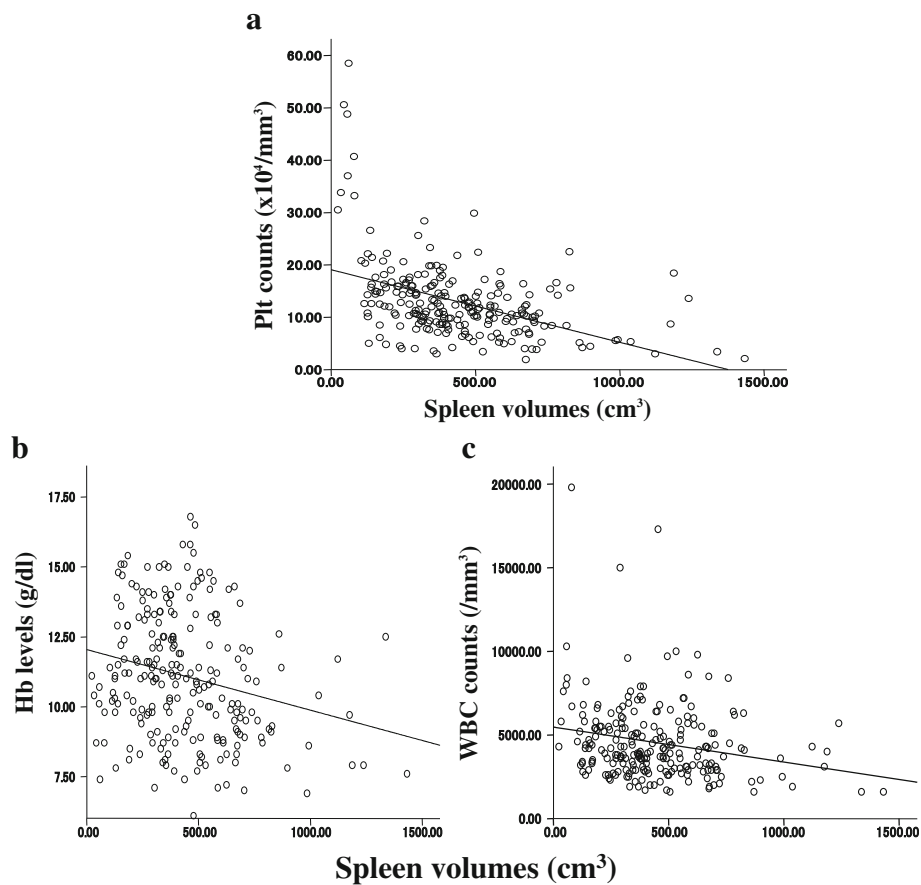 a
Plt counts (x10⁴/mm³)
60.00
50.00
40.00
30.00
20.00
10.00
0.00
0.00 500.00 1000.00 1500.00
Spleen volumes (cm³)
b
Hb levels (g/dl)
17.50
15.00
12.50
10.00
7.50
0.00 500.00 1000.00 1500.00
c
WBC counts (/mm³)
20000.00
15000.00
10000.00
5000.00
0.00
0.00 500.00 1000.00 1500.00
Spleen volumes (cm³)